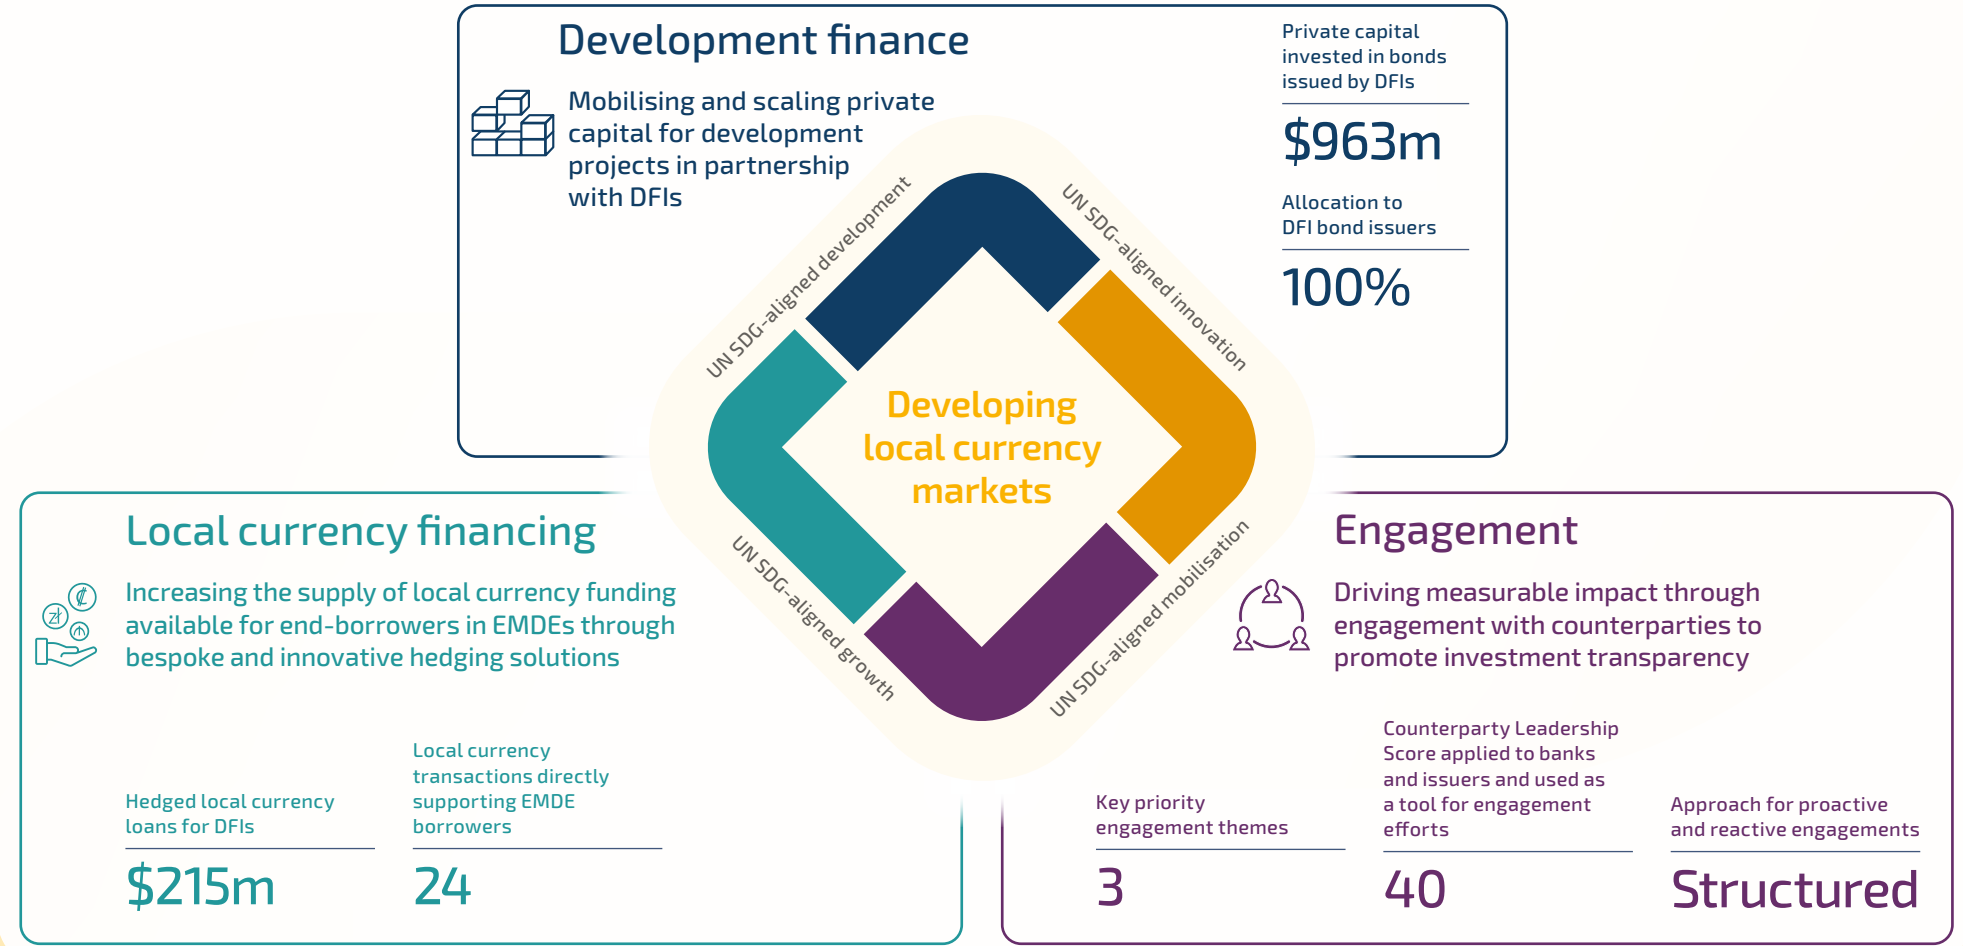 Development finance
Mobilising and scaling private
capital for development
projects in partnership
with DFIs
Private capital
invested in bonds
issued by DFIs
$963m
Allocation to
DFI bond issuers
100%
UN SDG-aligned development
UN SDG-aligned innovation
Developing
local currency
markets
UN SDG-aligned growth
UN SDG-aligned mobilisation
Local currency financing
Increasing the supply of local currency funding
available for end-borrowers in EMDEs through
bespoke and innovative hedging solutions
Hedged local currency
loans for DFIs
$215m
Local currency
transactions directly
supporting EMDE
borrowers
24
Engagement
Driving measurable impact through
engagement with counterparties to
promote investment transparency
Key priority
engagement themes
3
Counterparty Leadership
Score applied to banks
and issuers and used as
a tool for engagement
efforts
40
Approach for proactive
and reactive engagements
Structured